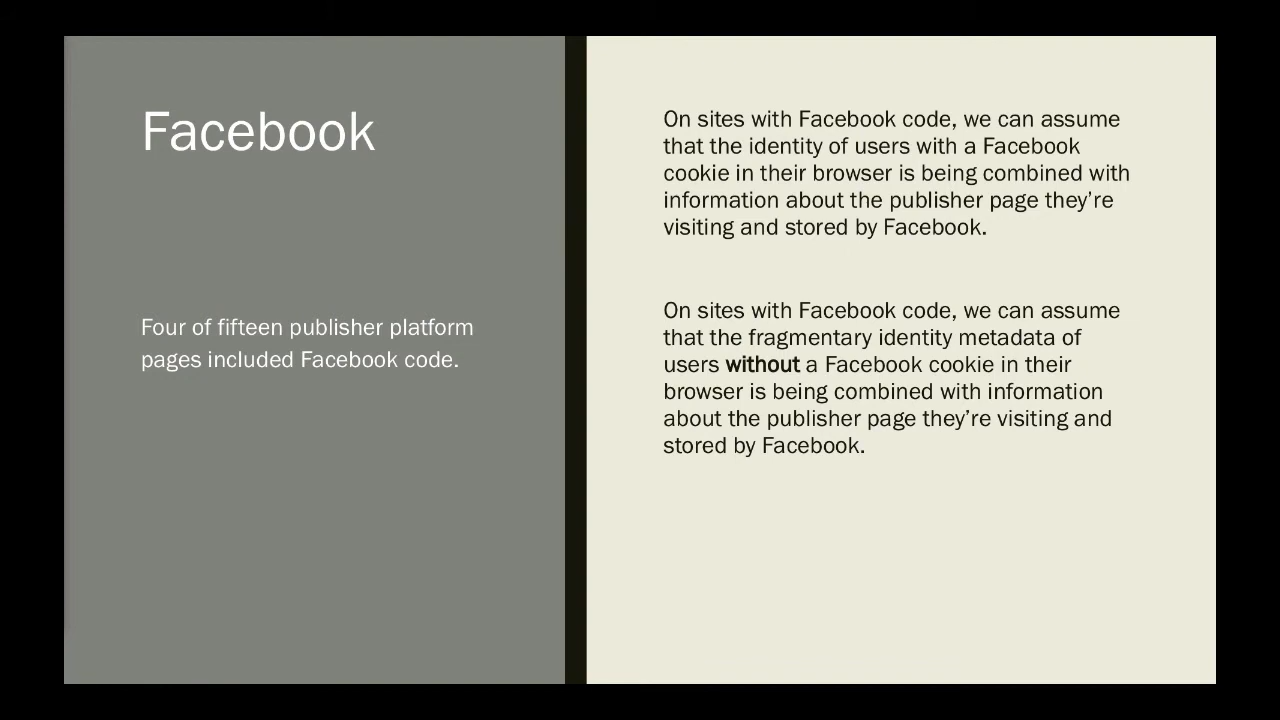 Facebook
Four of fifteen publisher platform
pages included Facebook code.
On sites with Facebook code, we can assume
that the identity of users with a Facebook
cookie in their browser is being combined with
information about the publisher page they’re
visiting and stored by Facebook.
On sites with Facebook code, we can assume
that the fragmentary identity metadata of
users without a Facebook cookie in their
browser is being combined with information
about the publisher page they’re visiting and
stored by Facebook.